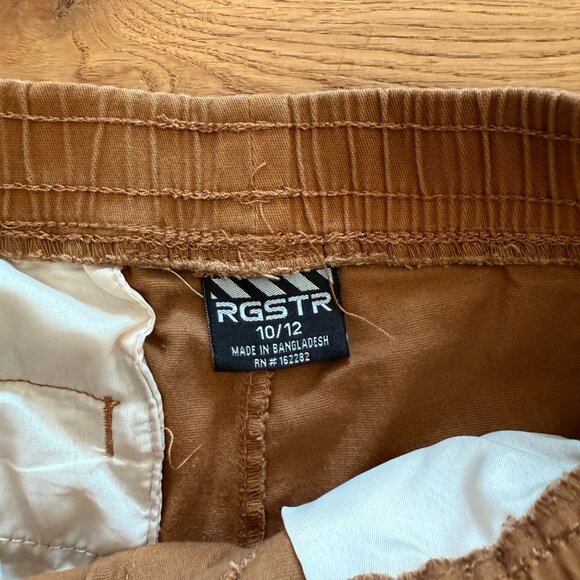 RGSTR
10/12
MADE IN BANGLADESH
RN # 162282